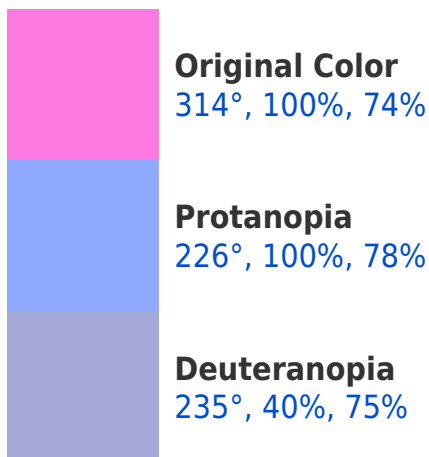 Original Color
314°, 100%, 74%
Protanopia
226°, 100%, 78%
Deuteranopia
235°, 40%, 75%